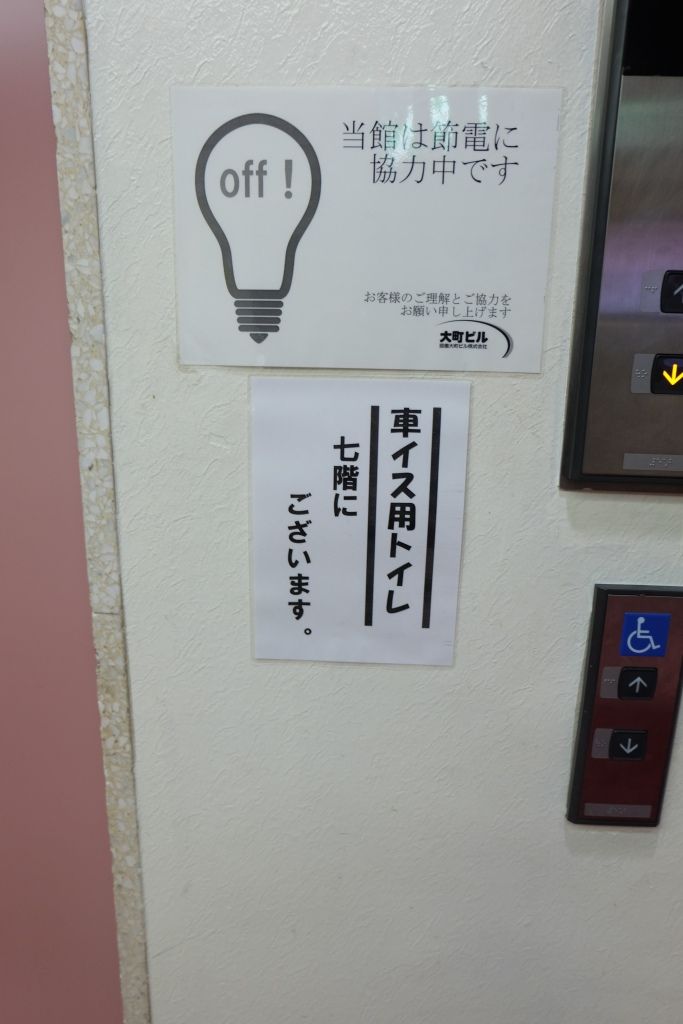 off !
当館は節電に
協力中です
お客様のご理解とご協力を
お願い申し上げます
大町ビル
車イス用トイレ
七階に
ございます。